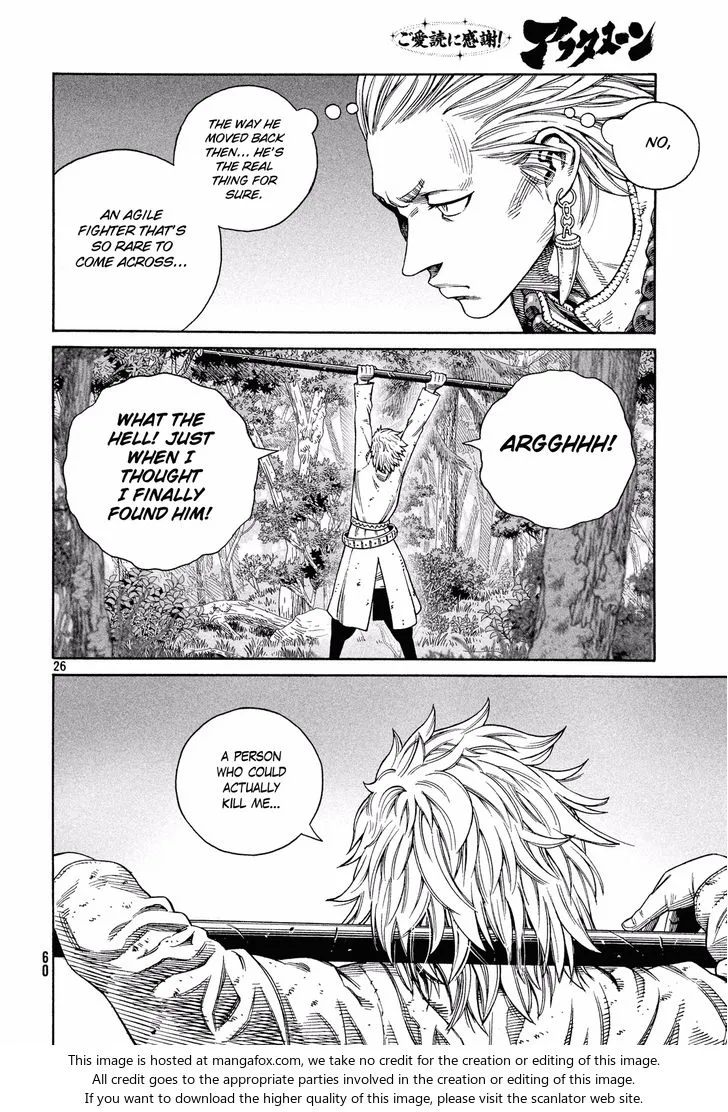 ご愛読に感謝！
アフタヌーン
NO,
THE WAY HE
MOVED BACK
THEN... HE'S
THE REAL
THING FOR
SURE.
AN AGILE
FIGHTER THAT'S
SO RARE TO
COME ACROSS...
ARGGHHH!
WHAT THE
HELL! JUST
WHEN I
THOUGHT
I FINALLY
FOUND HIM!
26
A PERSON
WHO COULD
ACTUALLY
KILL ME...
60
This image is hosted at mangafox.com, we take no credit for the creation or editing of this image.
All credit goes to the appropriate parties involved in the creation or editing of this image.
If you want to download the higher quality of this image, please visit the scanlator web site.